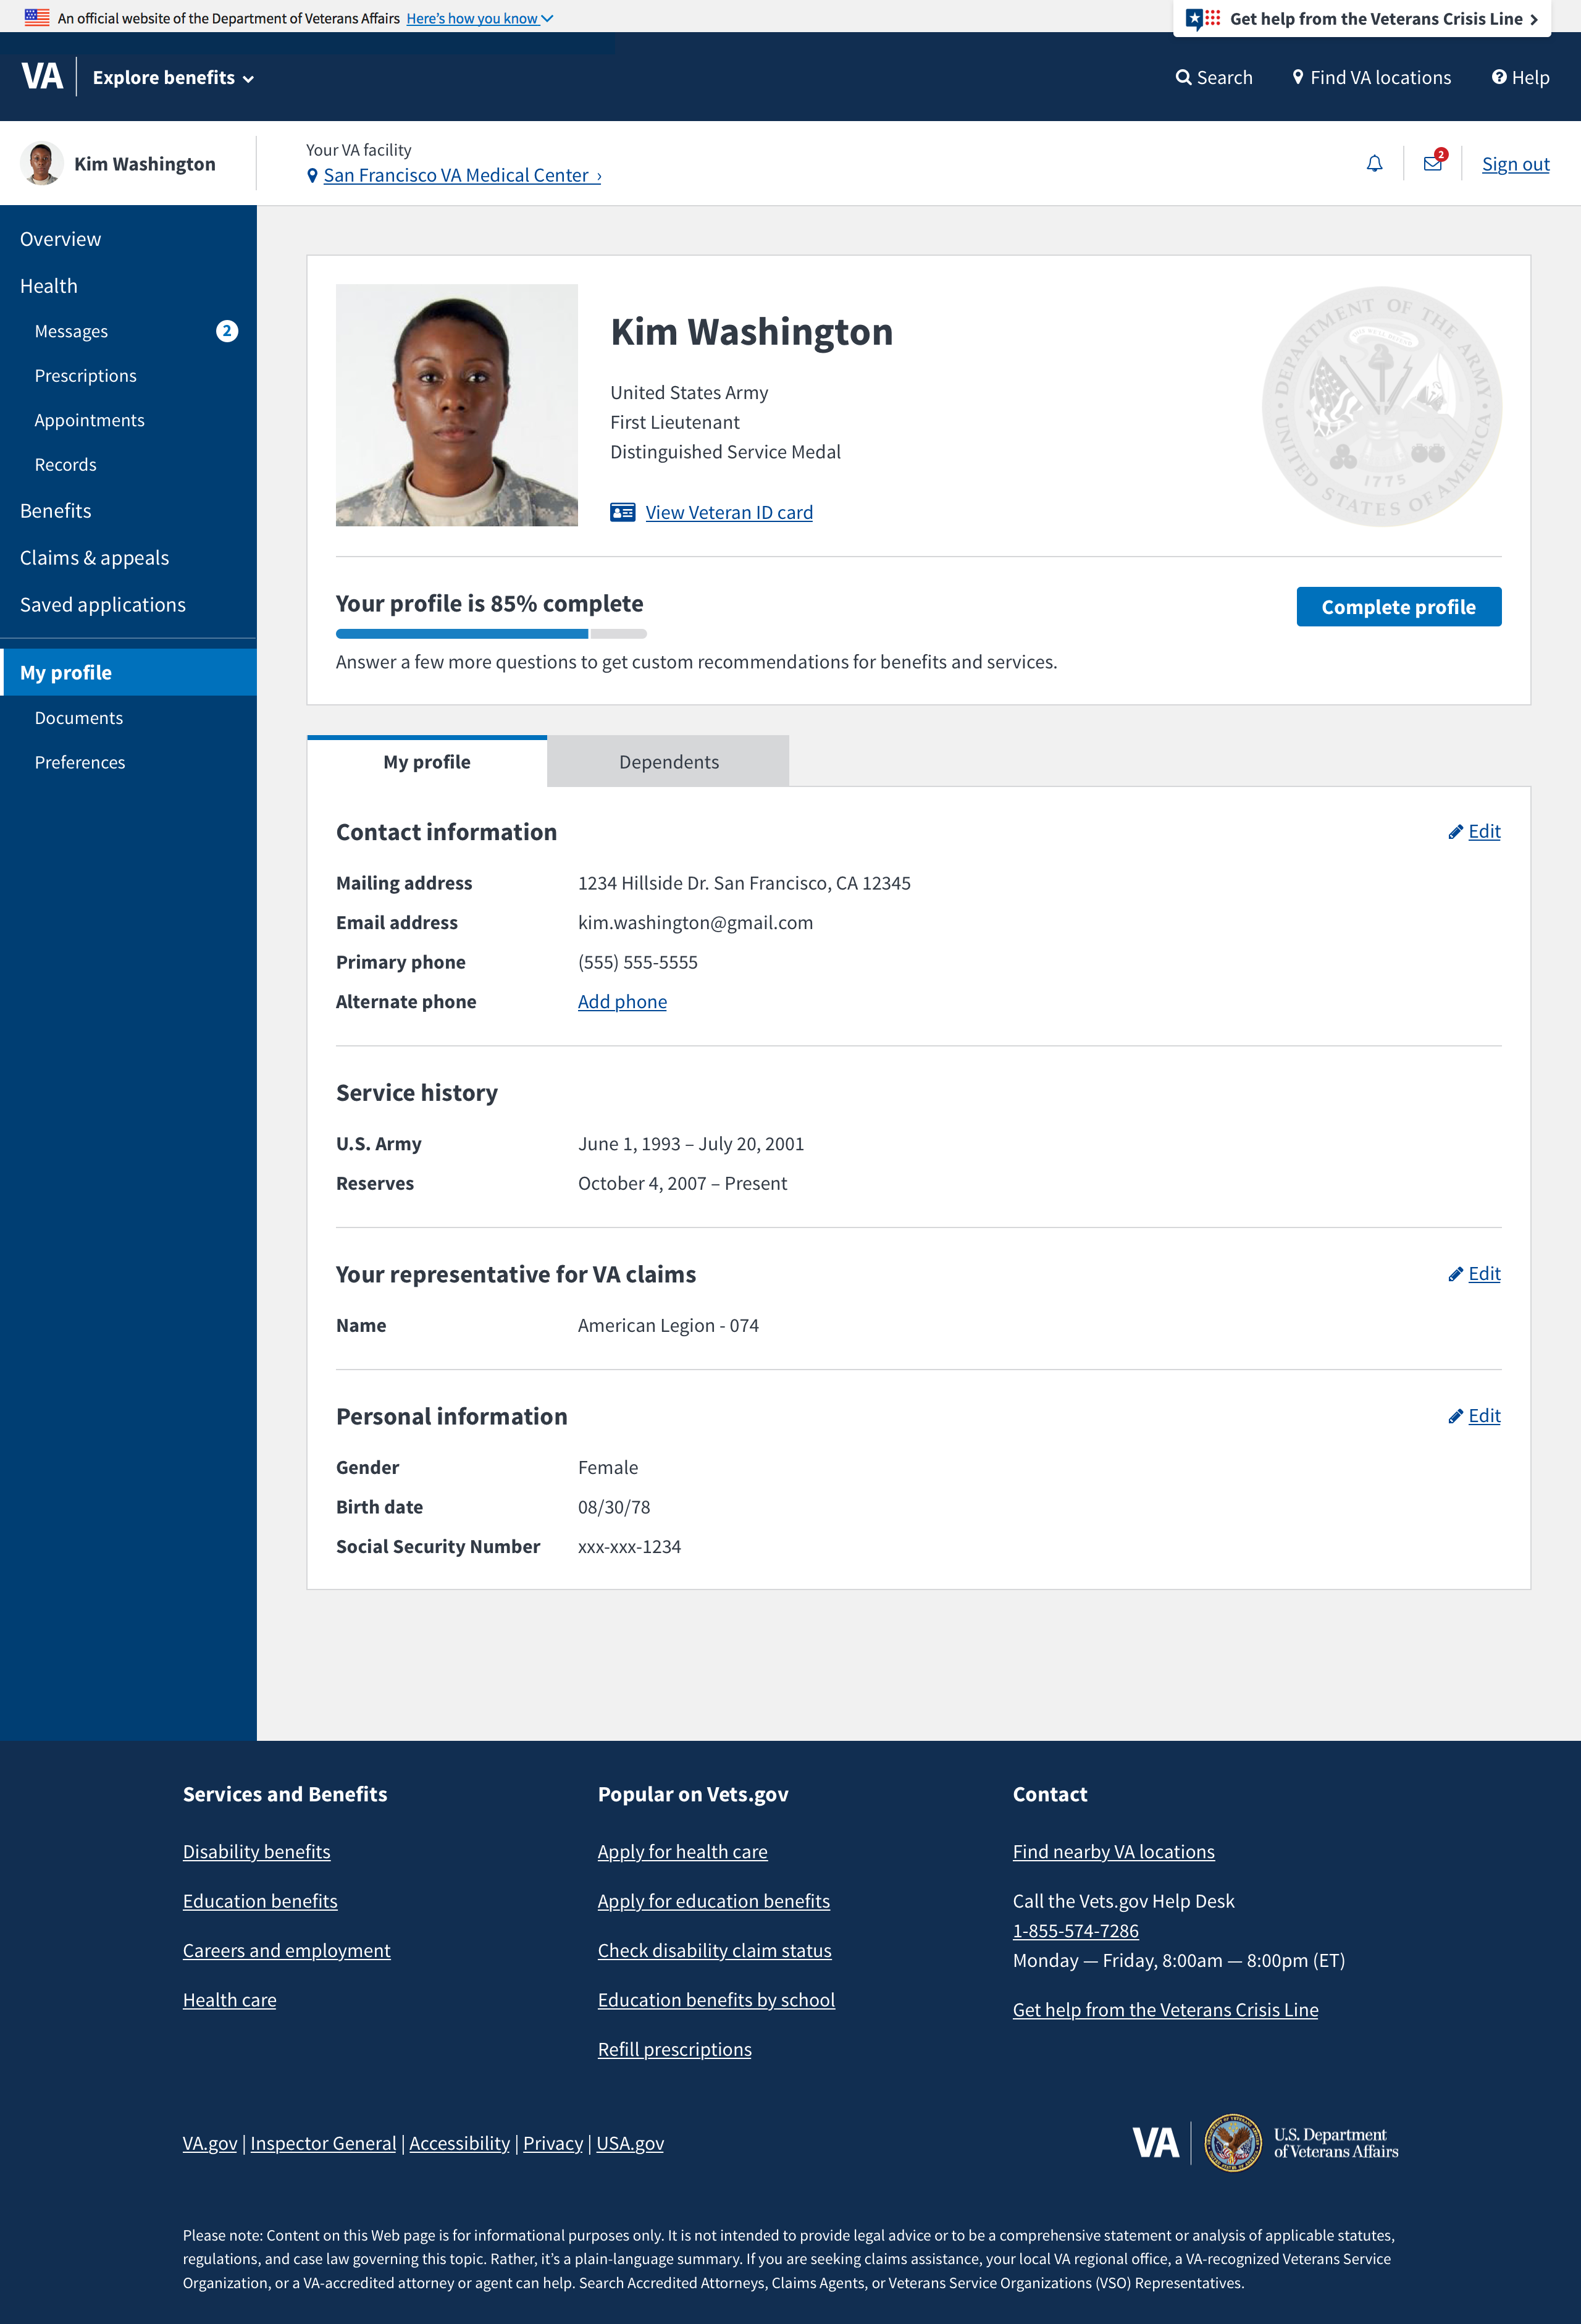 An official website of the Department of Veterans Affairs Here’s how you know
Get help from the Veterans Crisis Line
VA Explore benefits
Search Find VA locations Help
Kim Washington
Your VA facility
San Francisco VA Medical Center ›
2
Sign out
Overview
Health
Messages 2
Prescriptions
Appointments
Records
Benefits
Claims & appeals
Saved applications
My profile
Documents
Preferences
Kim Washington
United States Army
First Lieutenant
Distinguished Service Medal
View Veteran ID card
DEPARTMENT OF THE ARMY
UNITED STATES OF AMERICA
1775
Your profile is 85% complete
Complete profile
Answer a few more questions to get custom recommendations for benefits and services.
My profile Dependents
Contact information Edit
Mailing address 1234 Hillside Dr. San Francisco, CA 12345
Email address kim.washington@gmail.com
Primary phone (555) 555-5555
Alternate phone Add phone
Service history
U.S. Army June 1, 1993 – July 20, 2001
Reserves October 4, 2007 – Present
Your representative for VA claims Edit
Name American Legion - 074
Personal information Edit
Gender Female
Birth date 08/30/78
Social Security Number xxx-xxx-1234
Services and Benefits
Disability benefits
Education benefits
Careers and employment
Health care
Popular on Vets.gov
Apply for health care
Apply for education benefits
Check disability claim status
Education benefits by school
Refill prescriptions
Contact
Find nearby VA locations
Call the Vets.gov Help Desk
1-855-574-7286
Monday — Friday, 8:00am — 8:00pm (ET)
Get help from the Veterans Crisis Line
VA.gov | Inspector General | Accessibility | Privacy | USA.gov
VA
U.S. Department
of Veterans Affairs
Please note: Content on this Web page is for informational purposes only. It is not intended to provide legal advice or to be a comprehensive statement or analysis of applicable statutes,
regulations, and case law governing this topic. Rather, it’s a plain-language summary. If you are seeking claims assistance, your local VA regional office, a VA-recognized Veterans Service
Organization, or a VA-accredited attorney or agent can help. Search Accredited Attorneys, Claims Agents, or Veterans Service Organizations (VSO) Representatives.